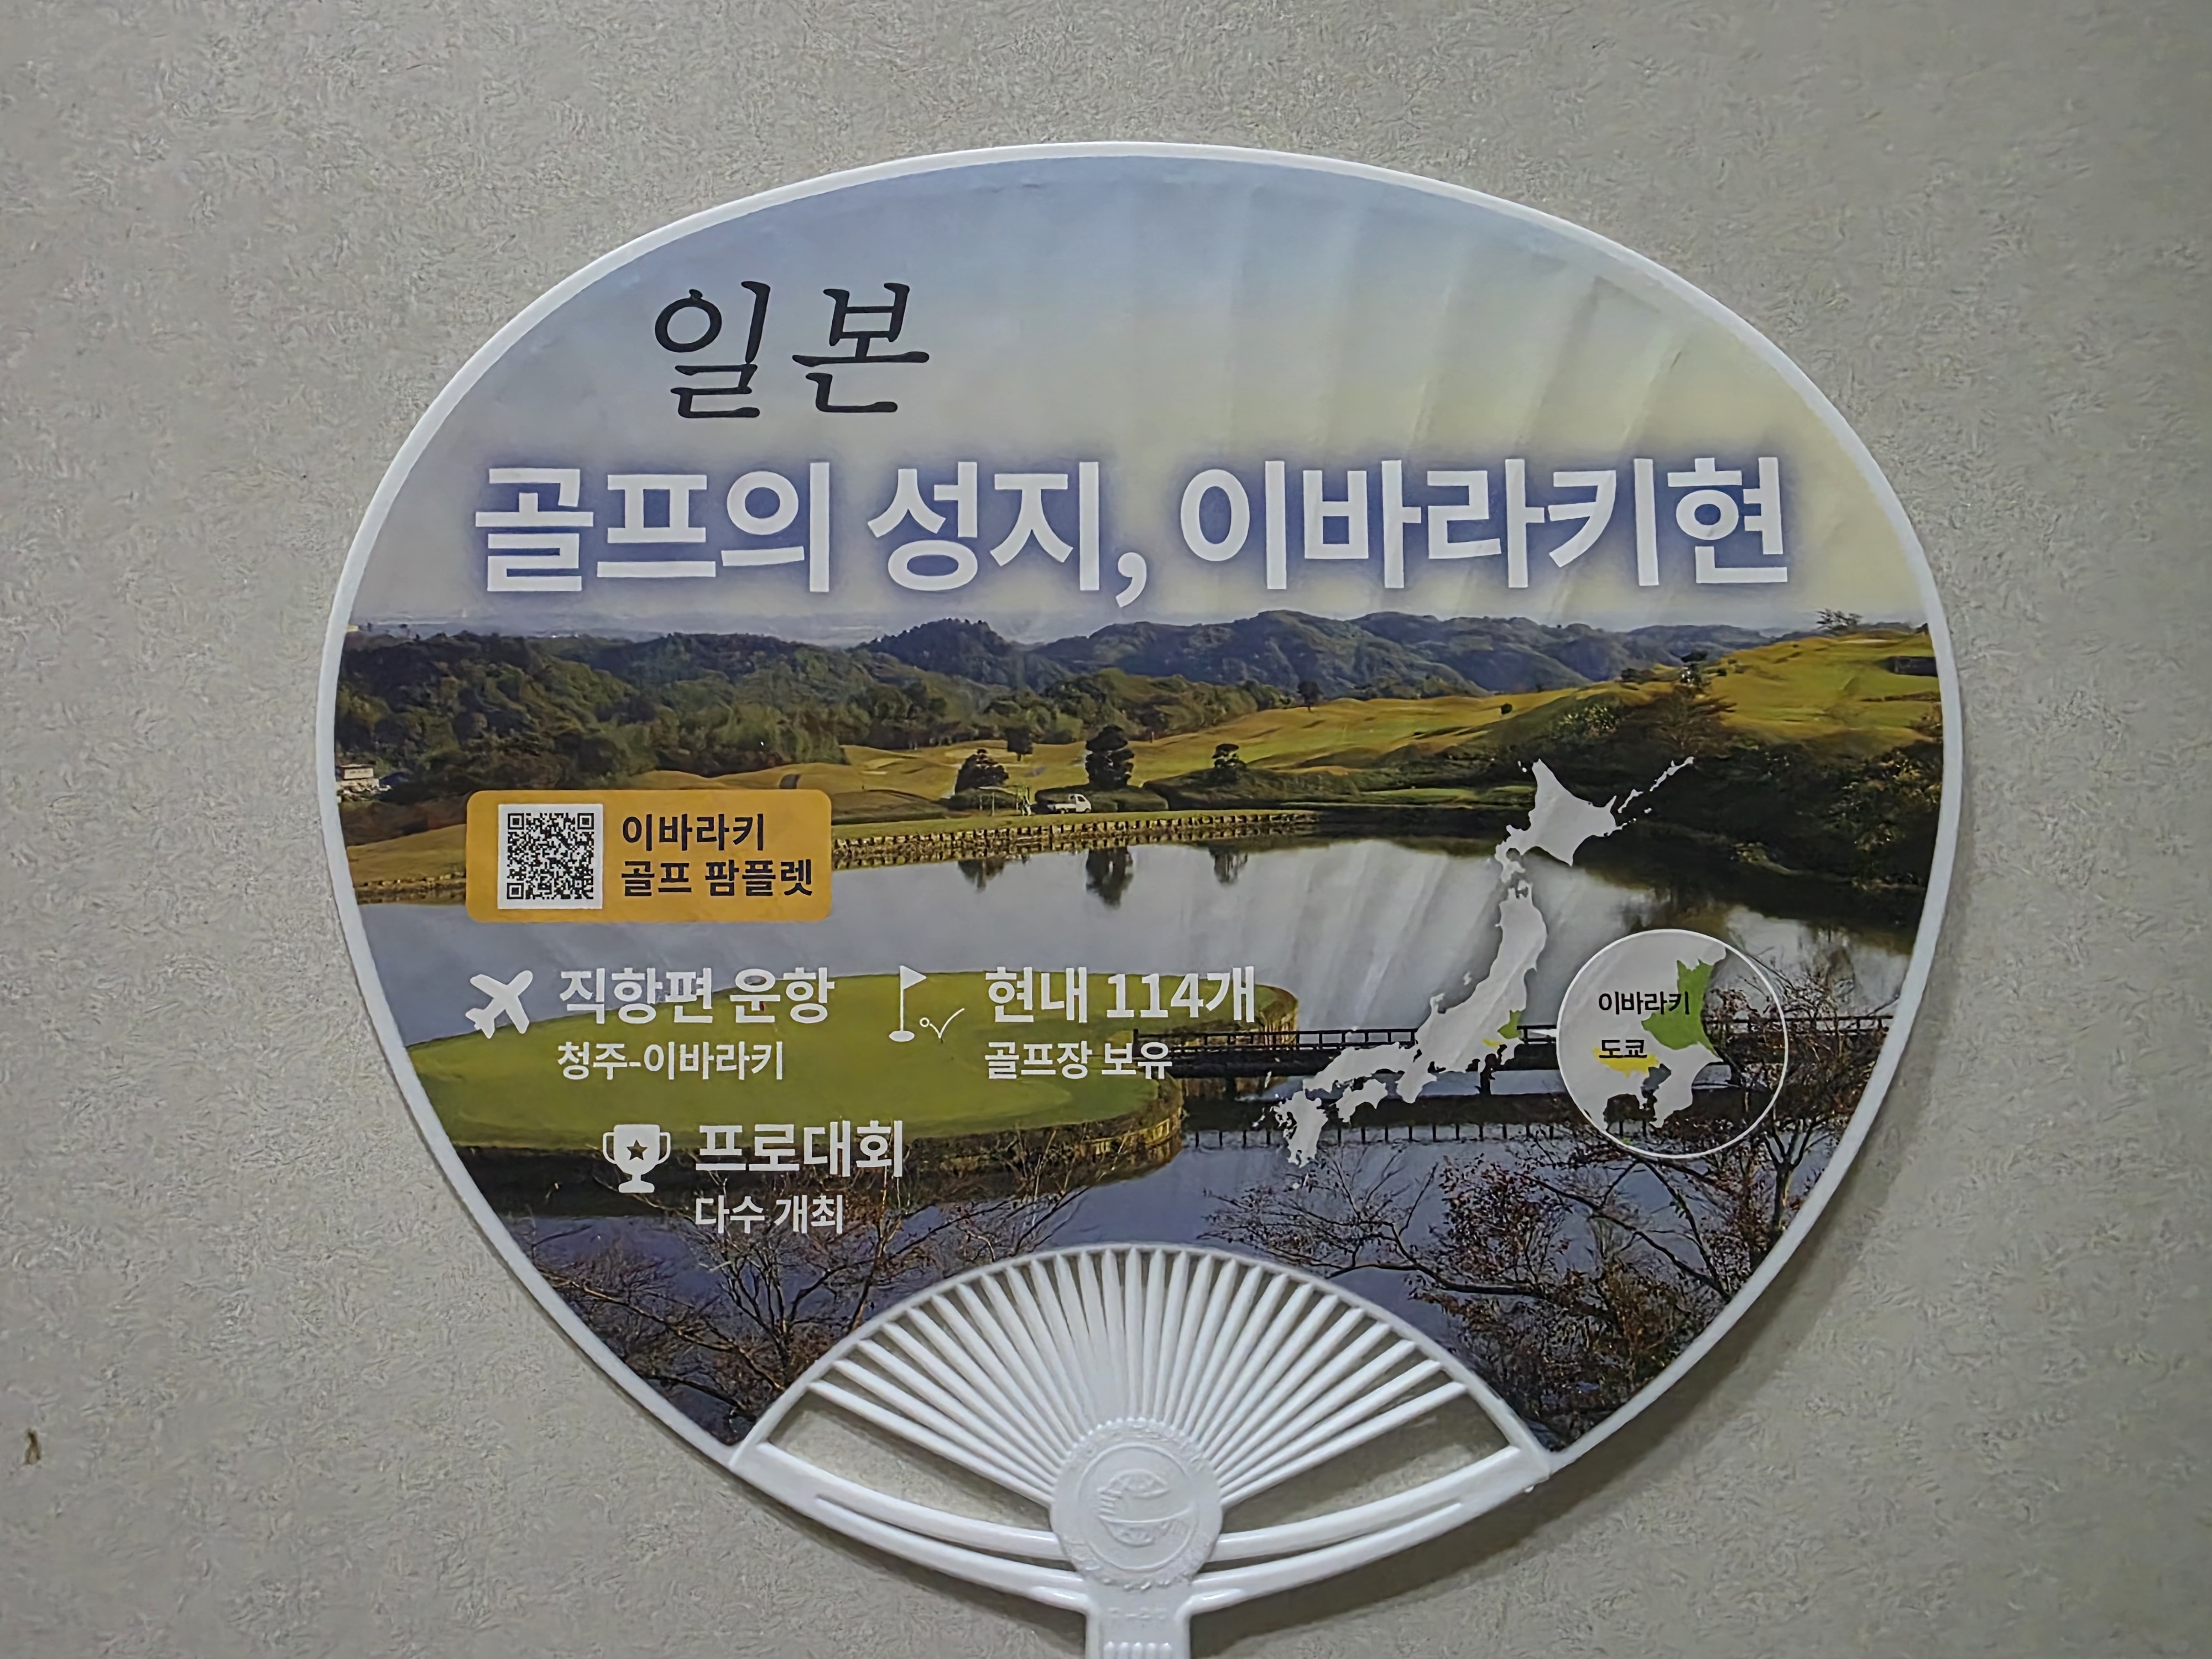 일본
골프의 성지, 이바라키현
이바라키
골프 팜플렛
직항편 운항
청주-이바라키
현내 114개
골프장 보유
프로대회
다수 개최
이바라키
도쿄